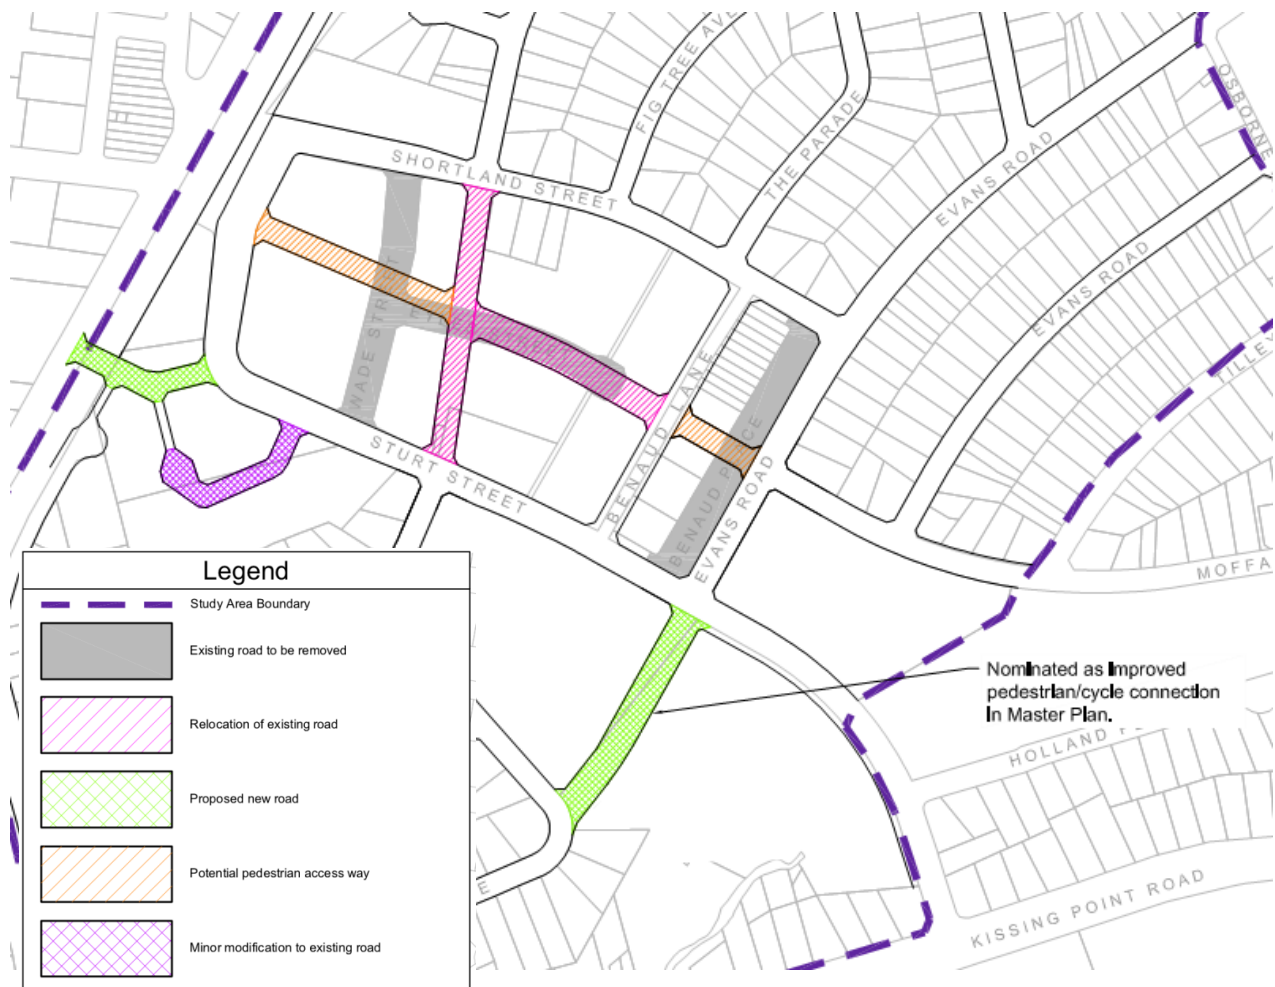 FIG TREE AVE
OSBORNE
THE PARADE
SHORTLAND STREET
EVANS ROAD
EVANS ROAD
WADE STREET
TILLEY
BENAUD LANE
STURT STREET
BENAUD PLACE
EVANS ROAD
MOFFA
Legend
Study Area Boundary
Existing road to be removed
Relocation of existing road
Proposed new road
Potential pedestrian access way
Minor modification to existing road
Nominated as Improved
pedestrian/cycle connection
In Master Plan.
HOLLAND
KISSING POINT ROAD